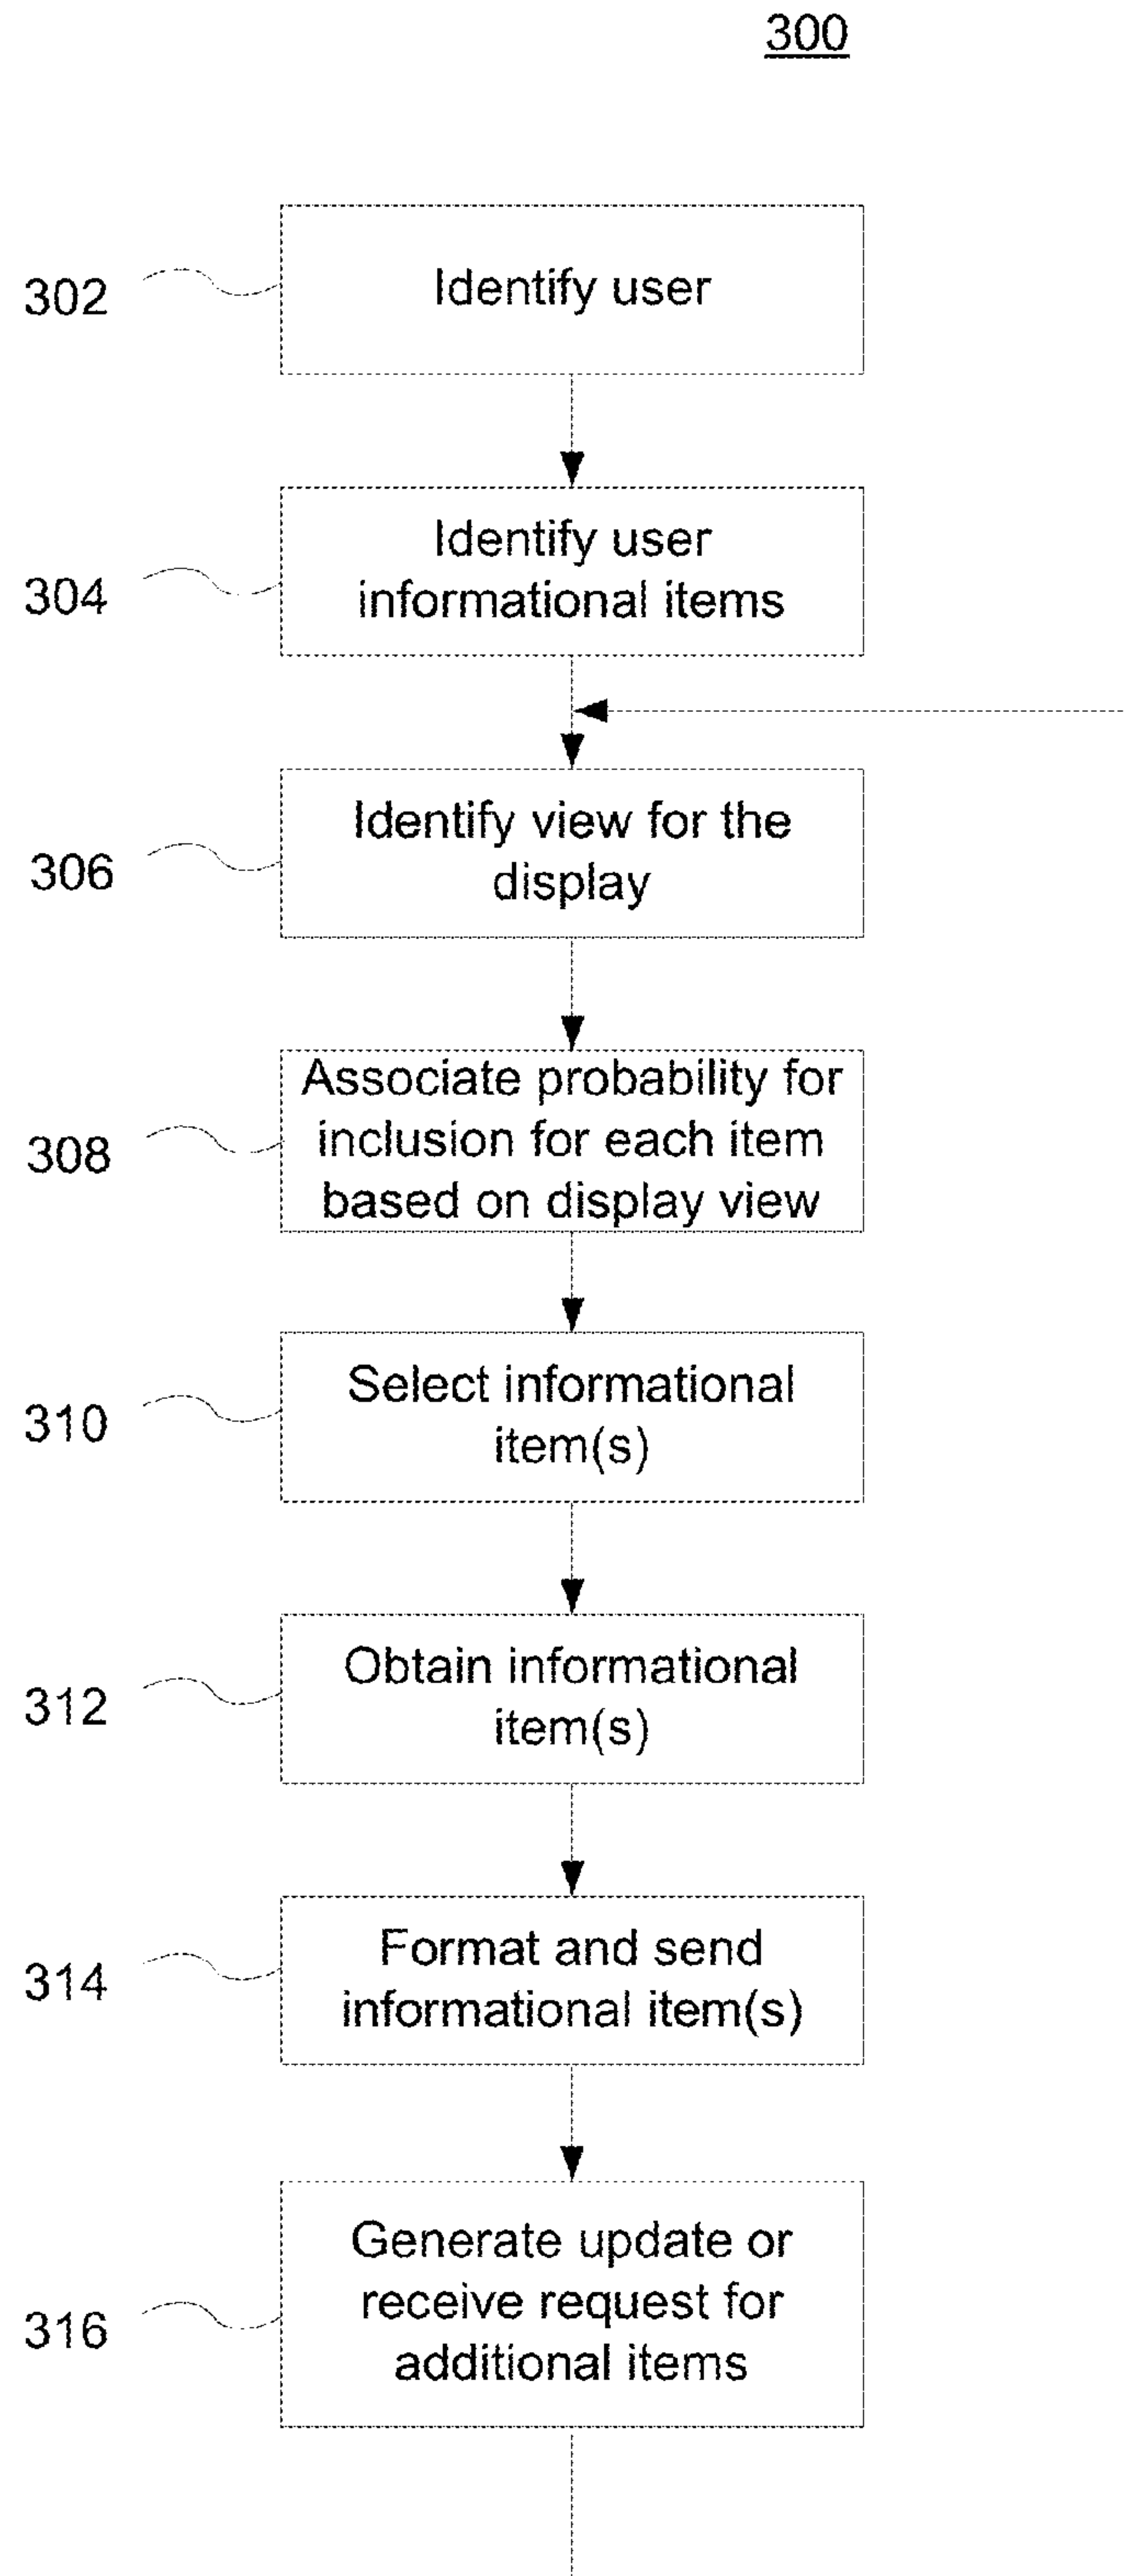 300
302
Identify user
304
Identify user
informational items
306
Identify view for the
display
308
Associate probability for
inclusion for each item
based on display view
310
Select informational
item(s)
312
Obtain informational
item(s)
314
Format and send
informational item(s)
316
Generate update or
receive request for
additional items